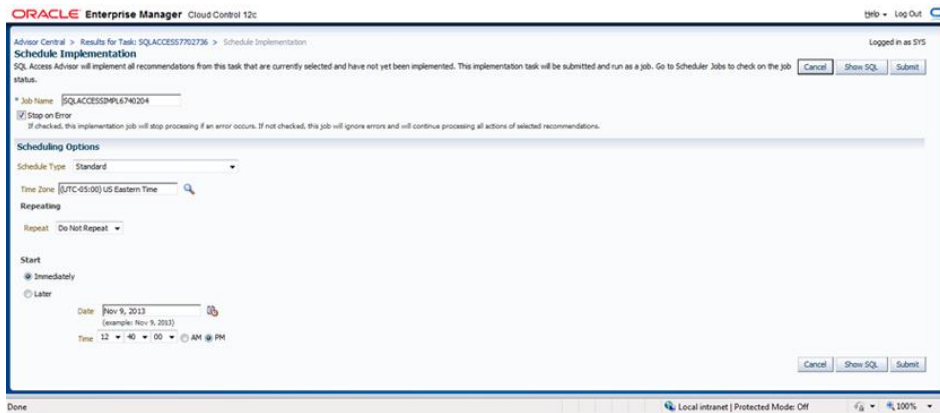 ORACLE Enterprise Manager Cloud Control 12c
Help Log Out
Advisor Central > Results for Task: SQLACCESS7702736 > Schedule Implementation
Logged in as SYS
Schedule Implementation
SQL Access Advisor will implement all recommendations from this task that are currently selected and have not yet been implemented. This implementation task will be submitted and run as a job. Go to Scheduler Jobs to check on the job
status.
Cancel Show SQL Submit
* Job Name SQLACCESSIMPL6740204
Stop on Error
If checked, this implementation job will stop processing if an error occurs. If not checked, this job will ignore errors and will continue processing all actions of selected recommendations.
Scheduling Options
Schedule Type Standard
Time Zone (UTC-05:00) US Eastern Time
Repeating
Repeat Do Not Repeat
Start
Immediately
Later
Date Nov 9, 2013
(example: Nov 9, 2013)
Time 12 40 00 AM PM
Cancel Show SQL Submit
Done
Local intranet | Protected Mode: Off
100%